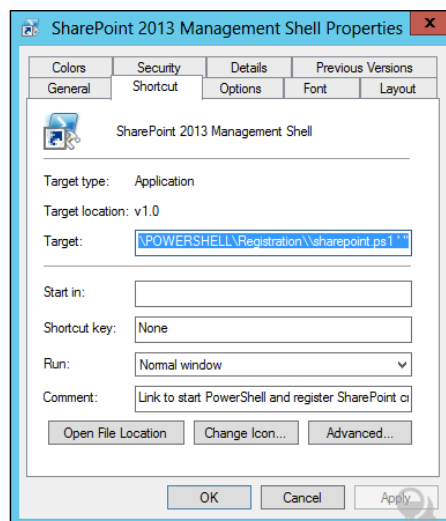 SharePoint 2013 Management Shell Properties
x
Colors Security Details Previous Versions
General Shortcut Options Font Layout
SharePoint 2013 Management Shell
Target type: Application
Target location: v1.0
Target: \POWERSHELL\Registration\\sharepoint.ps1 ' "
Start in:
Shortcut key: None
Run: Normal window
Comment: Link to start PowerShell and register SharePoint
Open File Location Change Icon... Advanced...
OK Cancel Apply